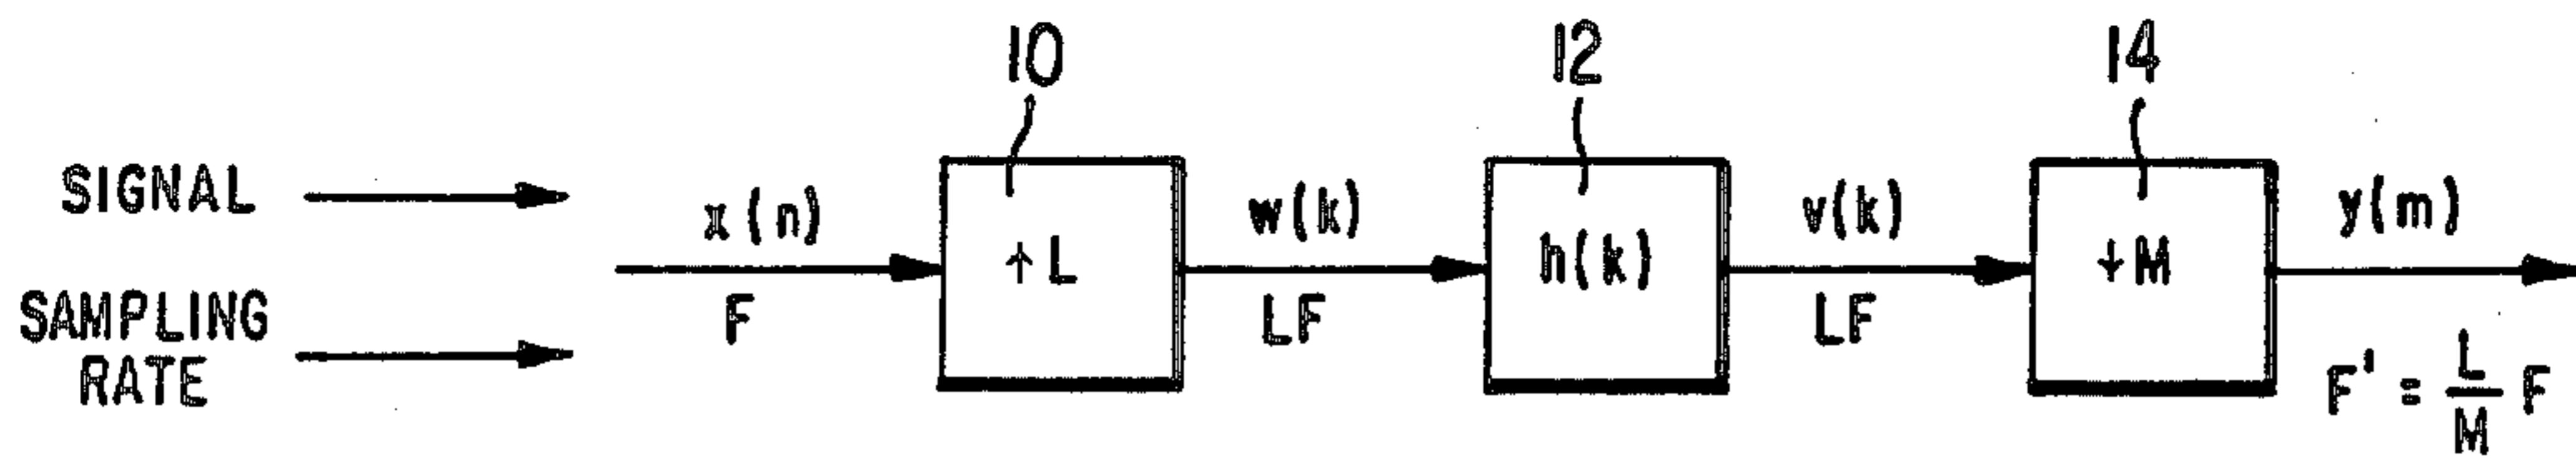 10 12 14
SIGNAL
x(n) w(k) v(k) y(m)
↑L h(k) ↓M
SAMPLING
RATE
F LF LF F' = L/M F